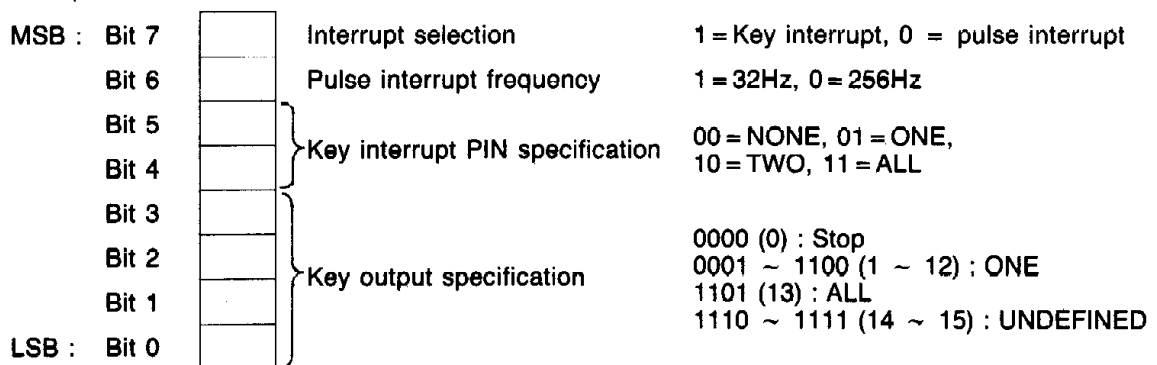 MSB : Bit 7 Interrupt selection 1 = Key interrupt, 0 = pulse interrupt
Bit 6 Pulse interrupt frequency 1 = 32Hz, 0 = 256Hz
Bit 5
Key interrupt PIN specification 00 = NONE, 01 = ONE,
10 = TWO, 11 = ALL
Bit 4
Bit 3
Bit 2
Key output specification
0000 (0) : Stop
0001 ~ 1100 (1 ~ 12) : ONE
1101 (13) : ALL
1110 ~ 1111 (14 ~ 15) : UNDEFINED
Bit 1
LSB : Bit 0